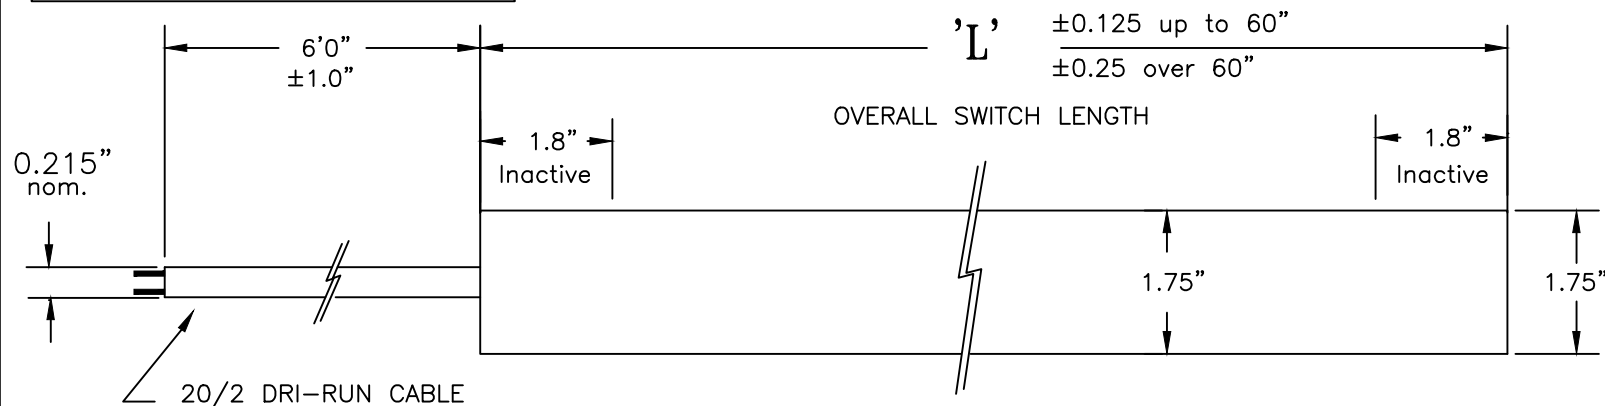 6'0"
±1.0"
'L'
±0.125 up to 60"
±0.25 over 60"
OVERALL SWITCH LENGTH
1.8"
Inactive
1.8"
Inactive
0.215"
nom.
1.75"
1.75"
20/2 DRI-RUN CABLE